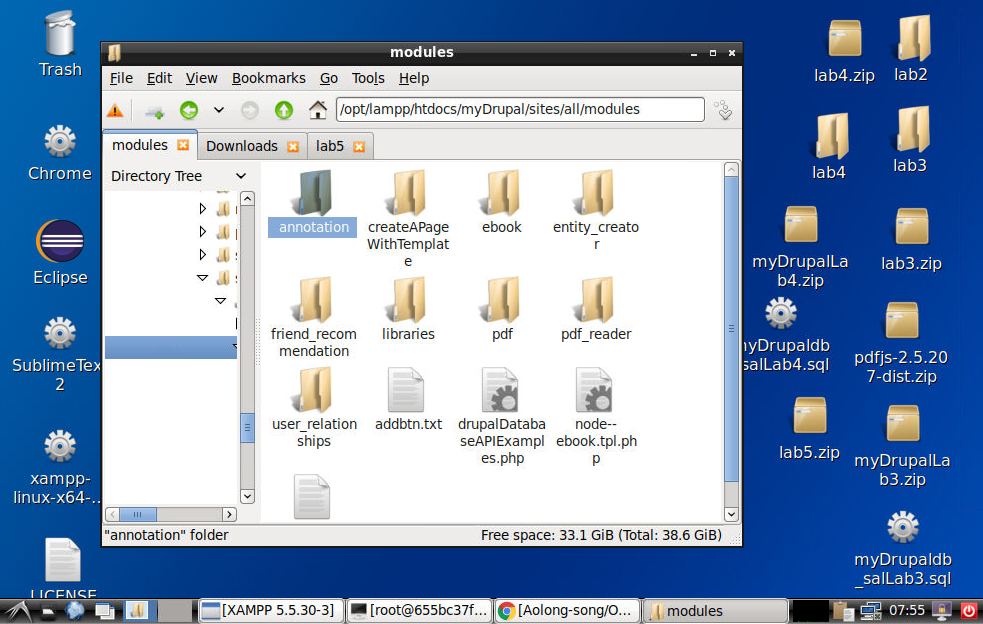 Trash
Chrome
Eclipse
SublimeTex
2
xampp-
linux-x64-...
LICENSE
modules
File Edit View Bookmarks Go Tools Help
/opt/lampp/htdocs/myDrupal/sites/all/modules
modules Downloads lab5
Directory Tree
annotation
createAPage
WithTemplat
e
ebook
entity_creato
r
friend_recom
mendation
libraries
pdf
pdf_reader
user_relation
ships
addbtn.txt
drupalDataba
seAPIExampl
es.php
node--
ebook.tpl.ph
p
"annotation" folder
Free space: 33.1 GiB (Total: 38.6 GiB)
lab4.zip
lab2
lab4
lab3
myDrupalLa
b4.zip
lab3.zip
myDrupaldb
_salLab4.sql
pdfjs-2.5.20
7-dist.zip
lab5.zip
myDrupalLa
b3.zip
myDrupaldb
_salLab3.sql
[XAMPP 5.5.30-3]
[root@655bc37f...
[Aolong-song/O...
modules
07:55